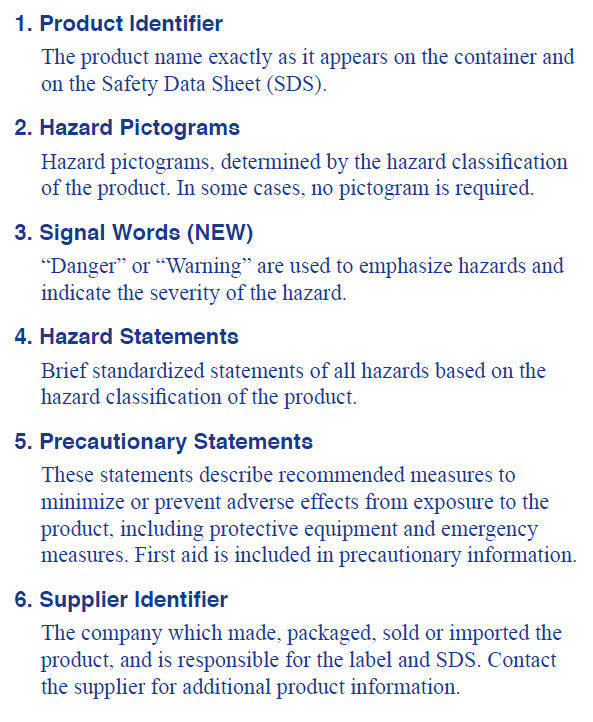 1. Product Identifier
The product name exactly as it appears on the container and
on the Safety Data Sheet (SDS).
2. Hazard Pictograms
Hazard pictograms, determined by the hazard classification
of the product. In some cases, no pictogram is required.
3. Signal Words (NEW)
“Danger” or “Warning” are used to emphasize hazards and
indicate the severity of the hazard.
4. Hazard Statements
Brief standardized statements of all hazards based on the
hazard classification of the product.
5. Precautionary Statements
These statements describe recommended measures to
minimize or prevent adverse effects from exposure to the
product, including protective equipment and emergency
measures. First aid is included in precautionary information.
6. Supplier Identifier
The company which made, packaged, sold or imported the
product, and is responsible for the label and SDS. Contact
the supplier for additional product information.